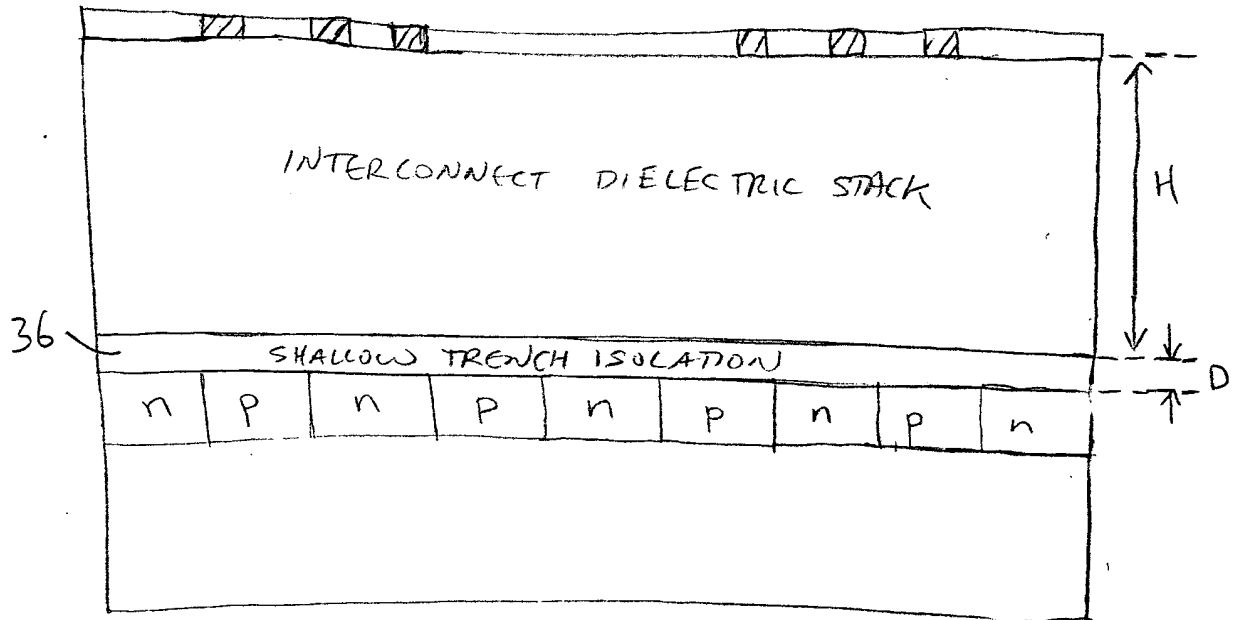 INTERCONNECT DIELECTRIC STACK
H
36
SHALLOW TRENCH ISOLATION
D
n p n p n p n p n